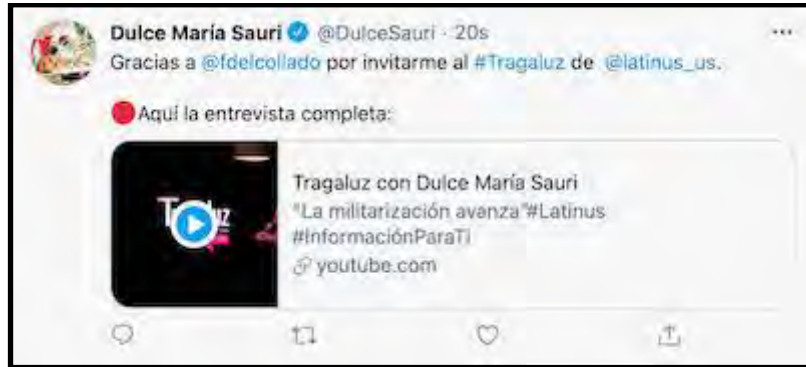 Dulce María Sauri @DulceSauri · 20s
Gracias a @fdelcollado por invitarme al #Tragaluz de @latinus_us.
Aquí la entrevista completa:
Tragaluz con Dulce María Sauri
"La militarización avanza"#Latinus
#InformaciónParaTi
youtube.com